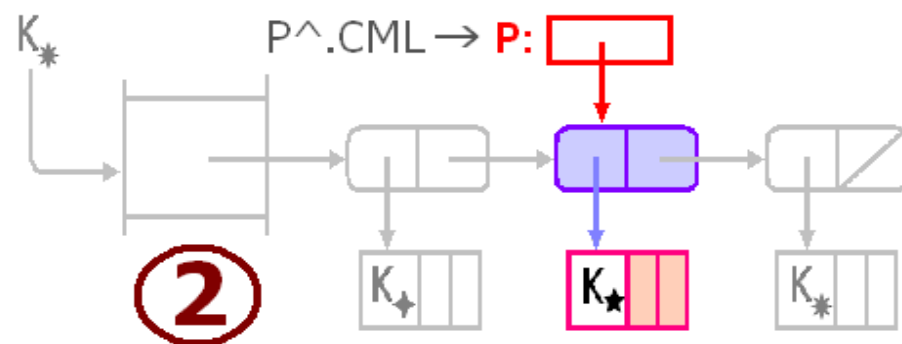 K✷
P^.CML → P:
2
K✦ K★ K✷